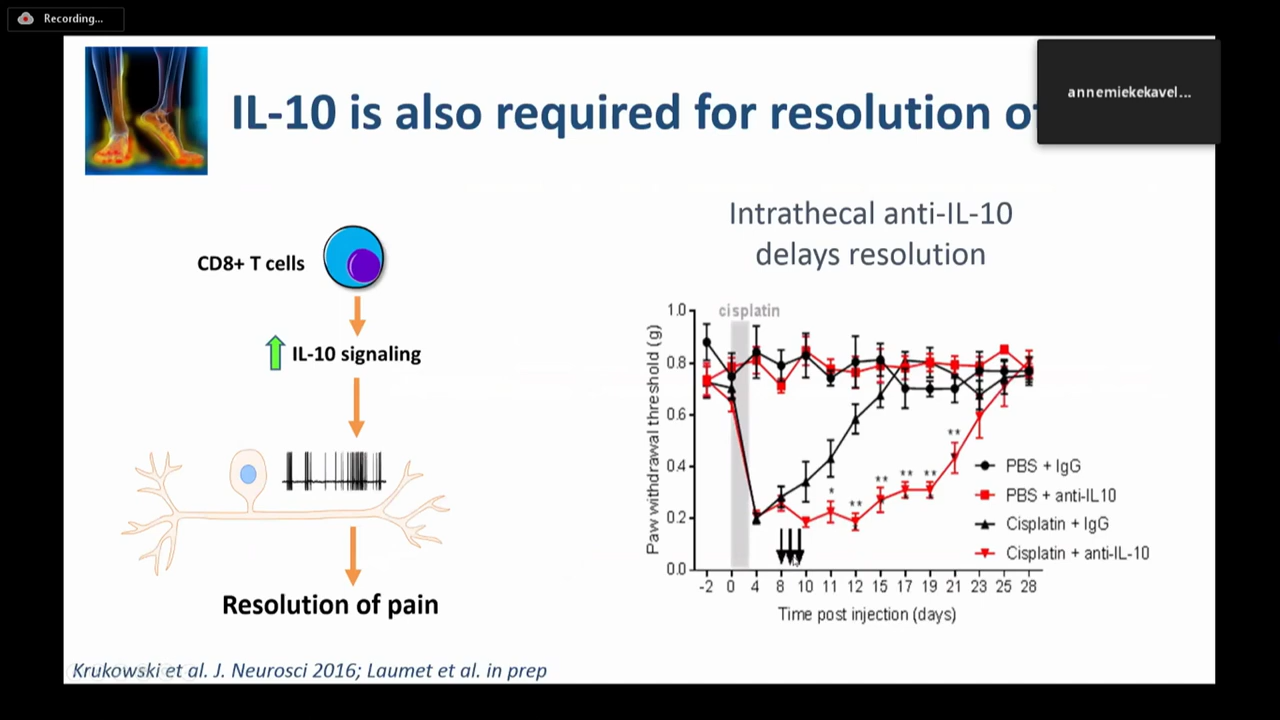 Recording...
annemiekekavel...
IL-10 is also required for resolution of
Intrathecal anti-IL-10
delays resolution
CD8+ T cells
IL-10 signaling
Resolution of pain
cisplatin
Paw withdrawal threshold (g)
1.0
0.8
0.6
0.4
0.2
0.0
* ** ** ** ** **
PBS + IgG
PBS + anti-IL10
Cisplatin + IgG
Cisplatin + anti-IL-10
-2 0 4 8 10 11 12 15 17 19 21 23 25 28
Time post injection (days)
Krukowski et al. J. Neurosci 2016; Laumet et al. in prep